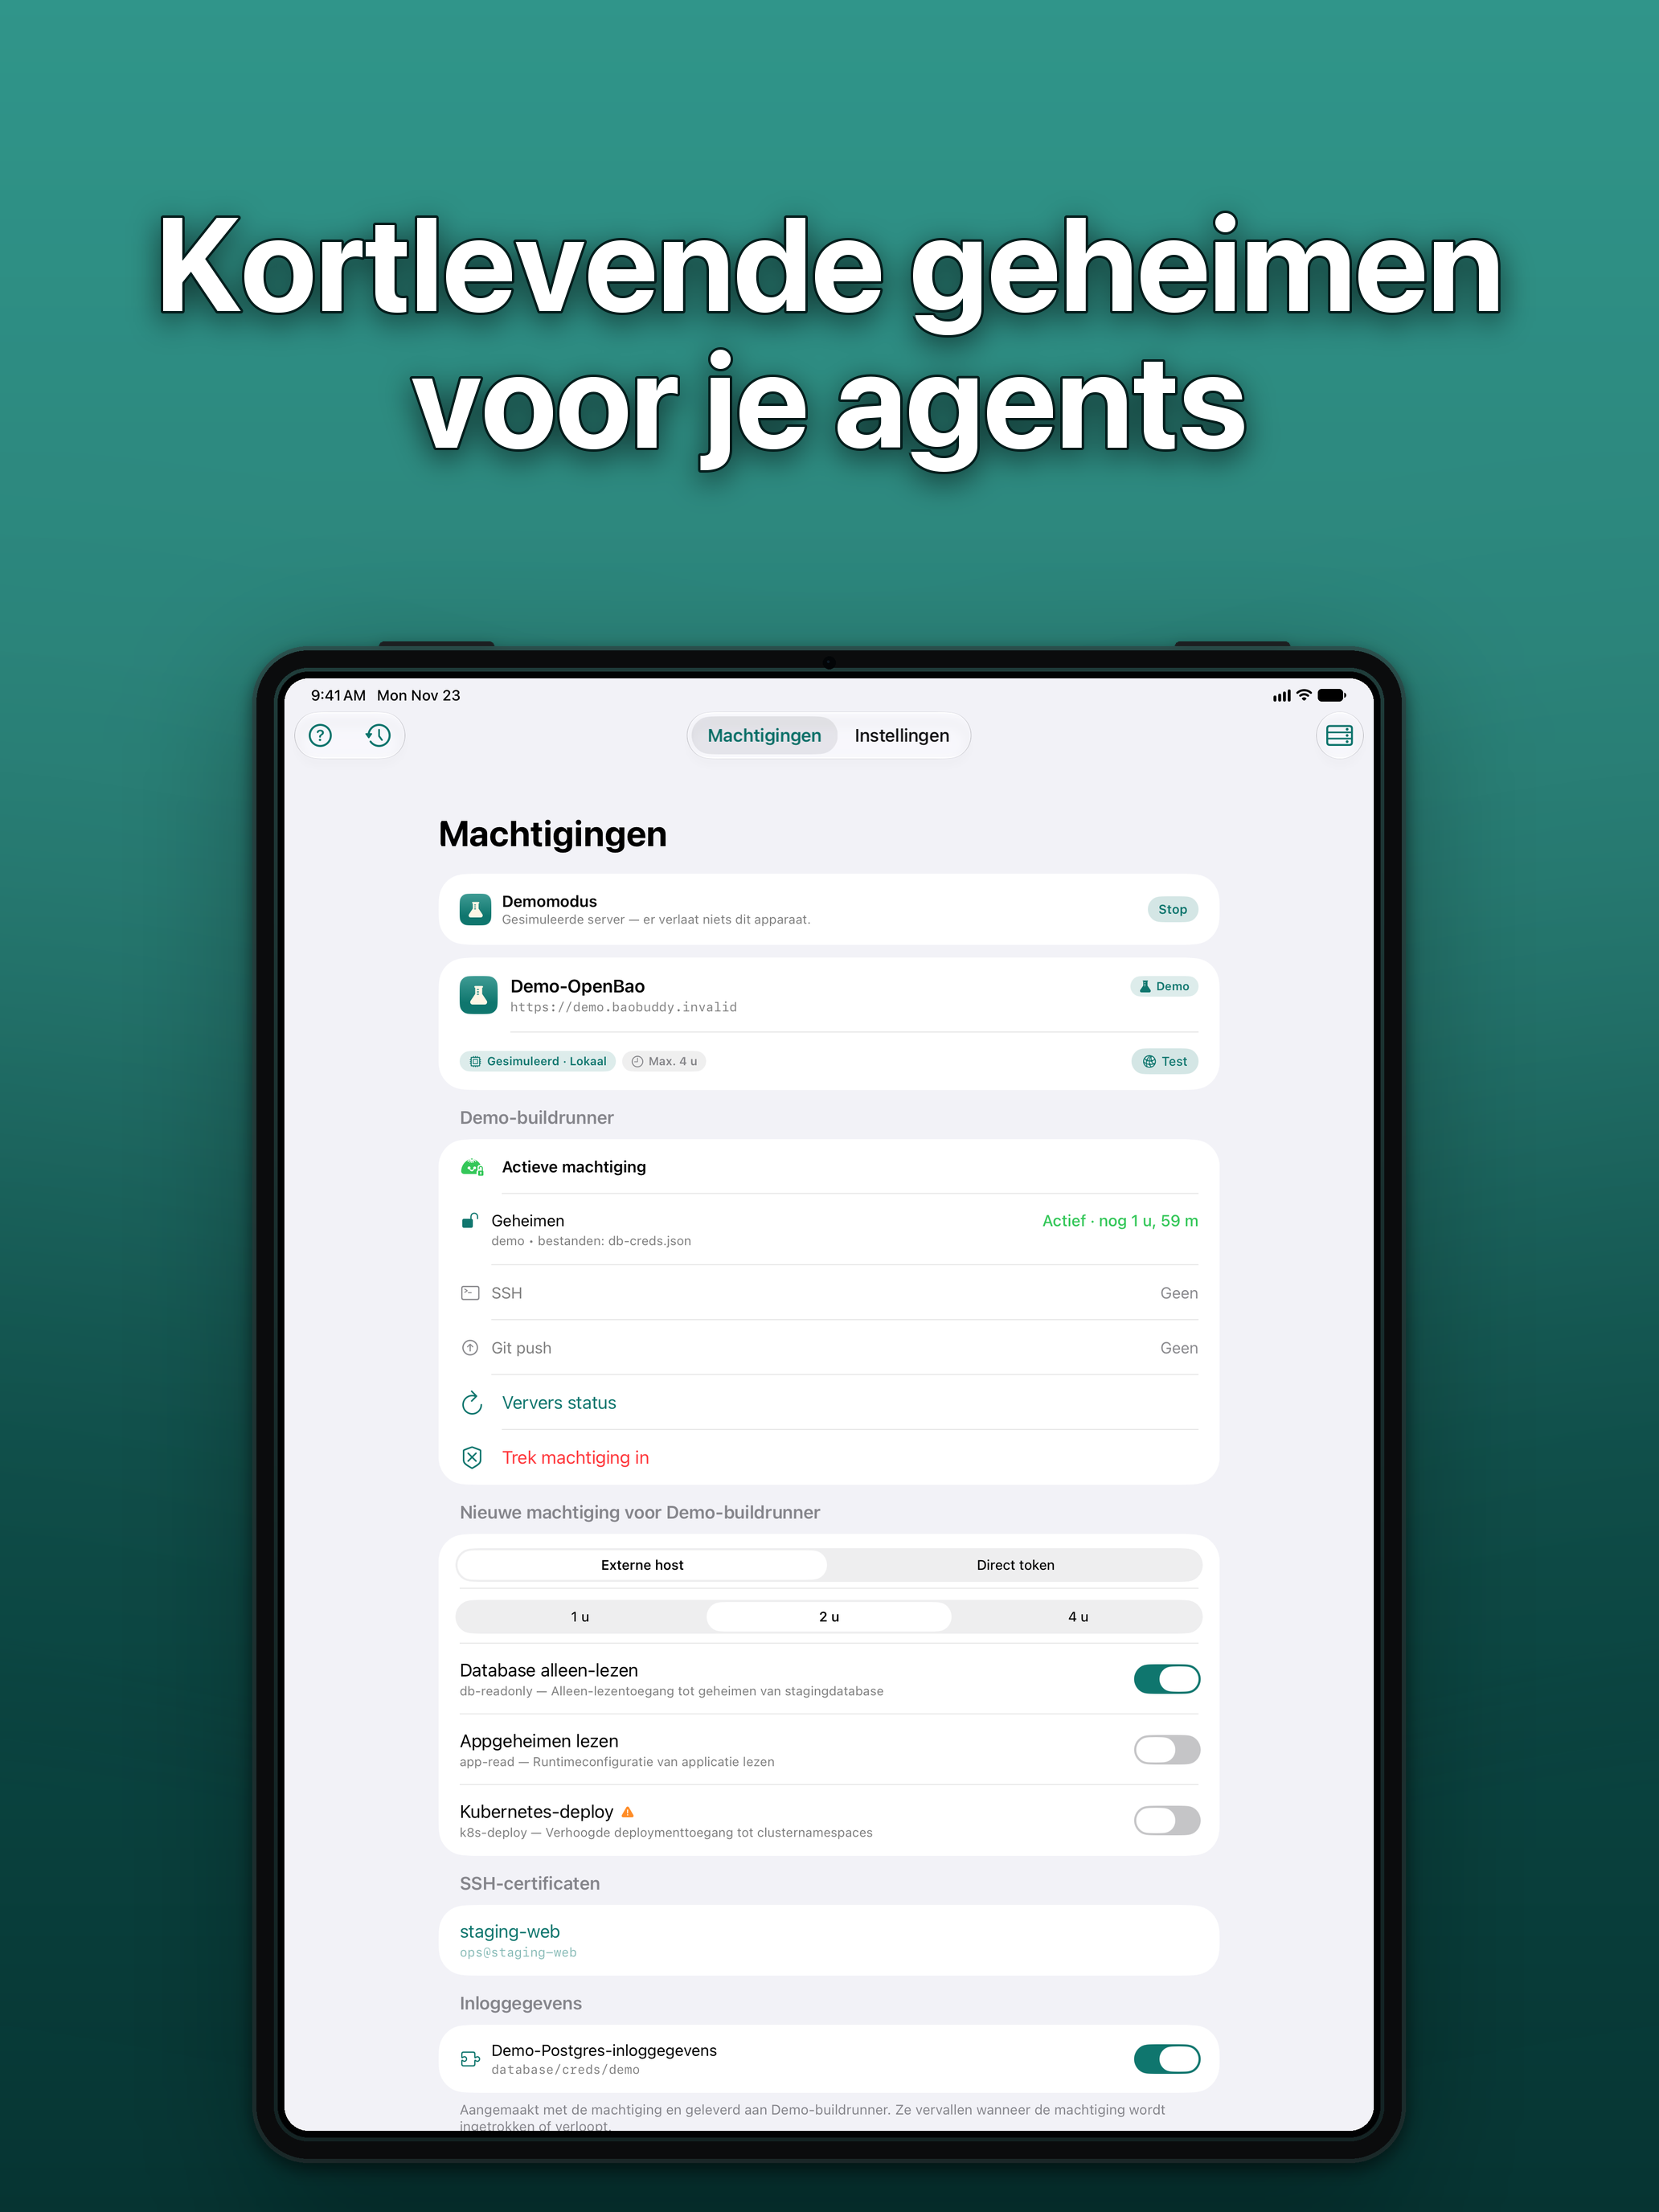 Kortlevende geheimen
voor je agents
9:41 AM Mon Nov 23
Machtigingen Instellingen
Machtigingen
Demomodus
Gesimuleerde server — er verlaat niets dit apparaat.
Stop
Demo-OpenBao
https://demo.baobuddy.invalid
Demo
Gesimuleerd · Lokaal
Max. 4 u
Test
Demo-buildrunner
Actieve machtiging
Geheimen
Actief · nog 1 u, 59 m
demo • bestanden: db-creds.json
SSH
Geen
Git push
Geen
Ververs status
Trek machtiging in
Nieuwe machtiging voor Demo-buildrunner
Externe host Direct token
1 u 2 u 4 u
Database alleen-lezen
db-readonly — Alleen-lezentoegang tot geheimen van stagingdatabase
Appgeheimen lezen
app-read — Runtimeconfiguratie van applicatie lezen
Kubernetes-deploy
k8s-deploy — Verhoogde deploymenttoegang tot clusternamespaces
SSH-certificaten
staging-web
ops@staging-web
Inloggegevens
Demo-Postgres-inloggegevens
database/creds/demo
Aangemaakt met de machtiging en geleverd aan Demo-buildrunner. Ze vervallen wanneer de machtiging wordt
ingetrokken of verloopt.